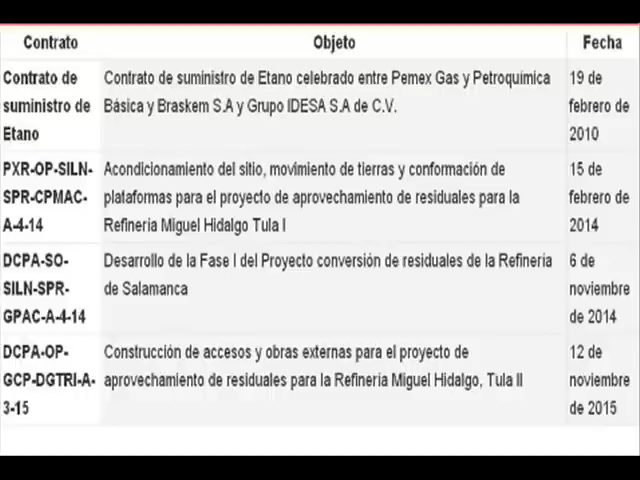 Contrato Objeto Fecha
Contrato de suministro de Etano celebrado entre Pemex Gas y Petroquímica 19 de
suministro de Básica y Braskem S.A y Grupo IDESA S.A de C.V. febrero de
Etano 2010
PXR-OP-SILN- Acondicionamiento del sitio, movimiento de tierras y conformación de 15 de
SPR-CPMAC- plataformas para el proyecto de aprovechamiento de residuales para la febrero de
A-4-14 Refinería Miguel Hidalgo Tula I 2014
DCPA-SO- Desarrollo de la Fase I del Proyecto conversión de residuales de la Refinería 6 de
SILN-SPR- de Salamanca noviembre
GPAC-A-4-14 de 2014
DCPA-OP- Construcción de accesos y obras externas para el proyecto de 12 de
GCP-DGTRI-A- aprovechamiento de residuales para la Refinería Miguel Hidalgo, Tula II noviembre
3-15 de 2015